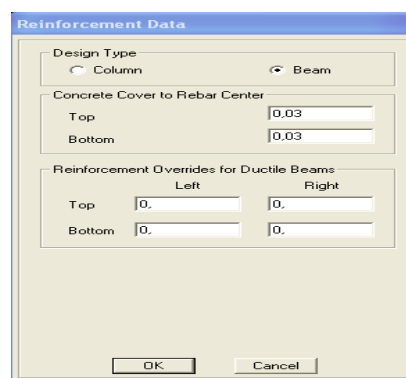 Reinforcement Data
Design Type
Column Beam
Concrete Cover to Rebar Center
Top 0,03
Bottom 0,03
Reinforcement Overrides for Ductile Beams
Left Right
Top 0, 0,
Bottom 0, 0,
OK Cancel